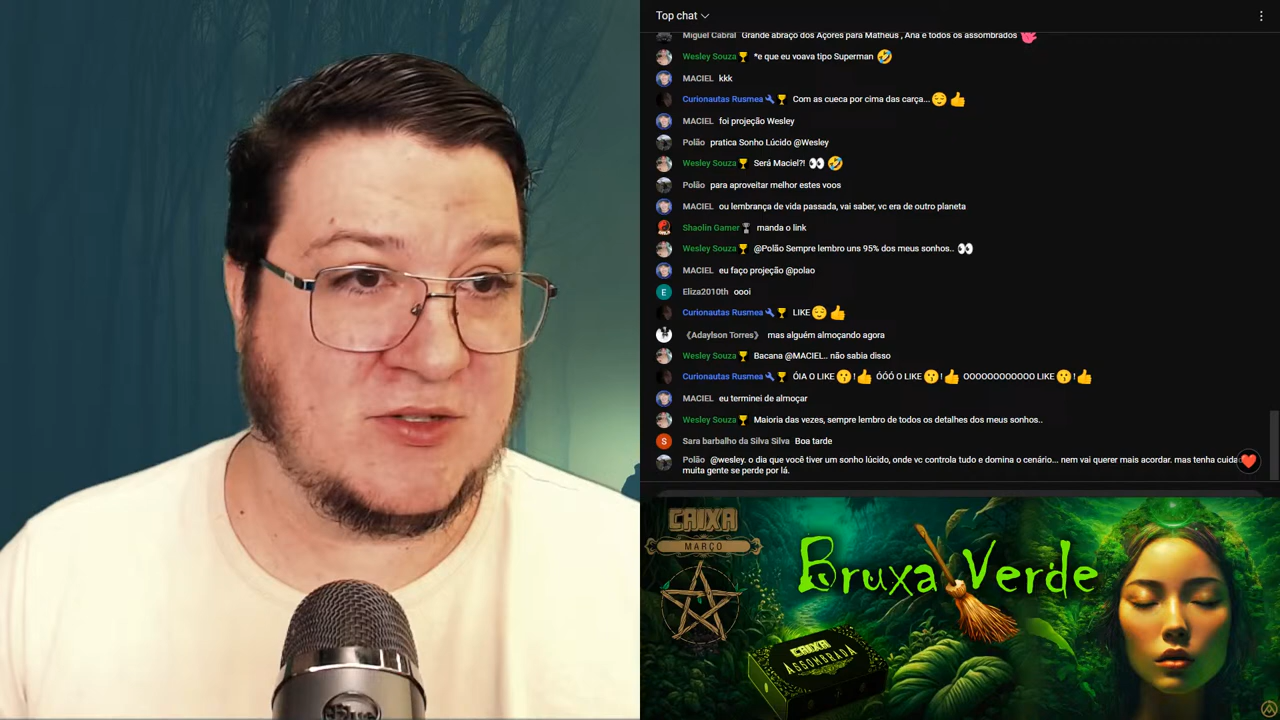 Top chat
Miguel Cabral Grande abraço dos Açores para Matheus , Ana e todos os assombrados
Wesley Souza *e que eu voava tipo Superman
MACIEL kkk
Curionautas Rusmea Com as cueca por cima das carça...
MACIEL foi projeção Wesley
Polão pratica Sonho Lúcido @Wesley
Wesley Souza Será Maciel?!
Polão para aproveitar melhor estes voos
MACIEL ou lembrança de vida passada, vai saber, vc era de outro planeta
Shaolin Gamer manda o link
Wesley Souza @Polão Sempre lembro uns 95% dos meus sonhos..
MACIEL eu faço projeção @polao
E Eliza2010th oooi
Curionautas Rusmea LIKE
《Adaylson Torres》 mas alguém almoçando agora
Wesley Souza Bacana @MACIEL.. não sabia disso
Curionautas Rusmea ÓIA O LIKE ! ÓÓÓ O LIKE ! OOOOOOOOOOOO LIKE !
MACIEL eu terminei de almoçar
Wesley Souza Maioria das vezes, sempre lembro de todos os detalhes dos meus sonhos..
S Sara barbalho da Silva Silva Boa tarde
Polão @wesley. o dia que você tiver um sonho lúcido, onde vc controla tudo e domina o cenário... nem vai querer mais acordar. mas tenha cuida
muita gente se perde por lá.
CAIXA
MARÇO
Bruxa Verde
CAIXA
ASSOMBRADA
blue